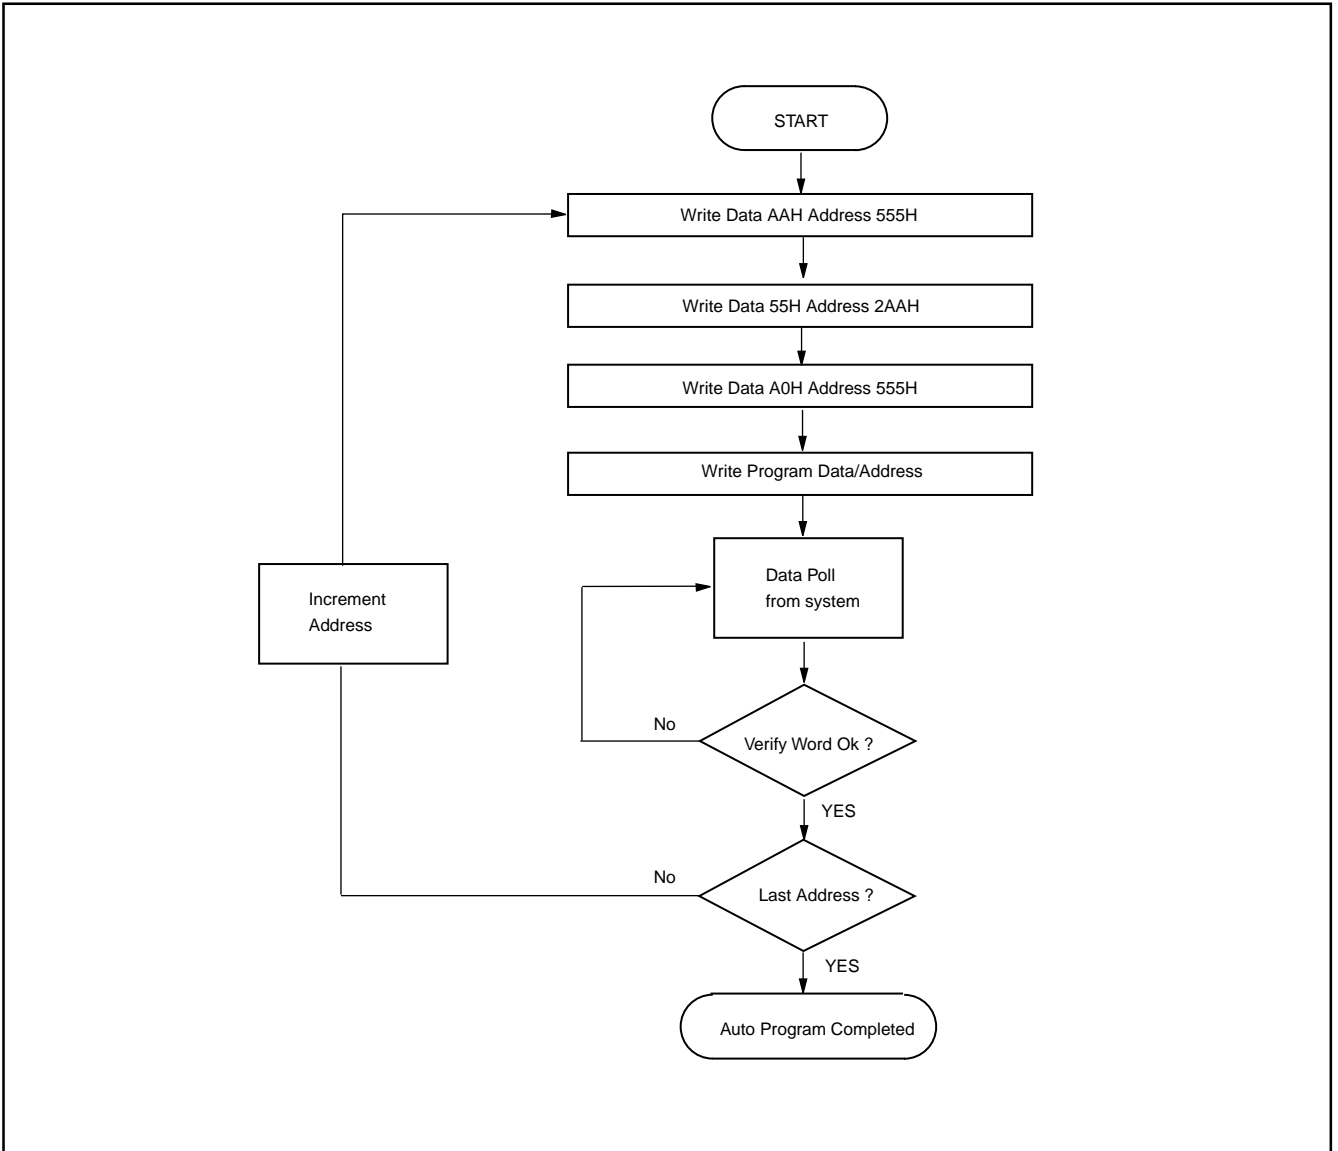 START
Write Data AAH Address 555H
Write Data 55H Address 2AAH
Write Data A0H Address 555H
Write Program Data/Address
Data Poll
from system
Increment
Address
No
Verify Word Ok ?
YES
No
Last Address ?
YES
Auto Program Completed